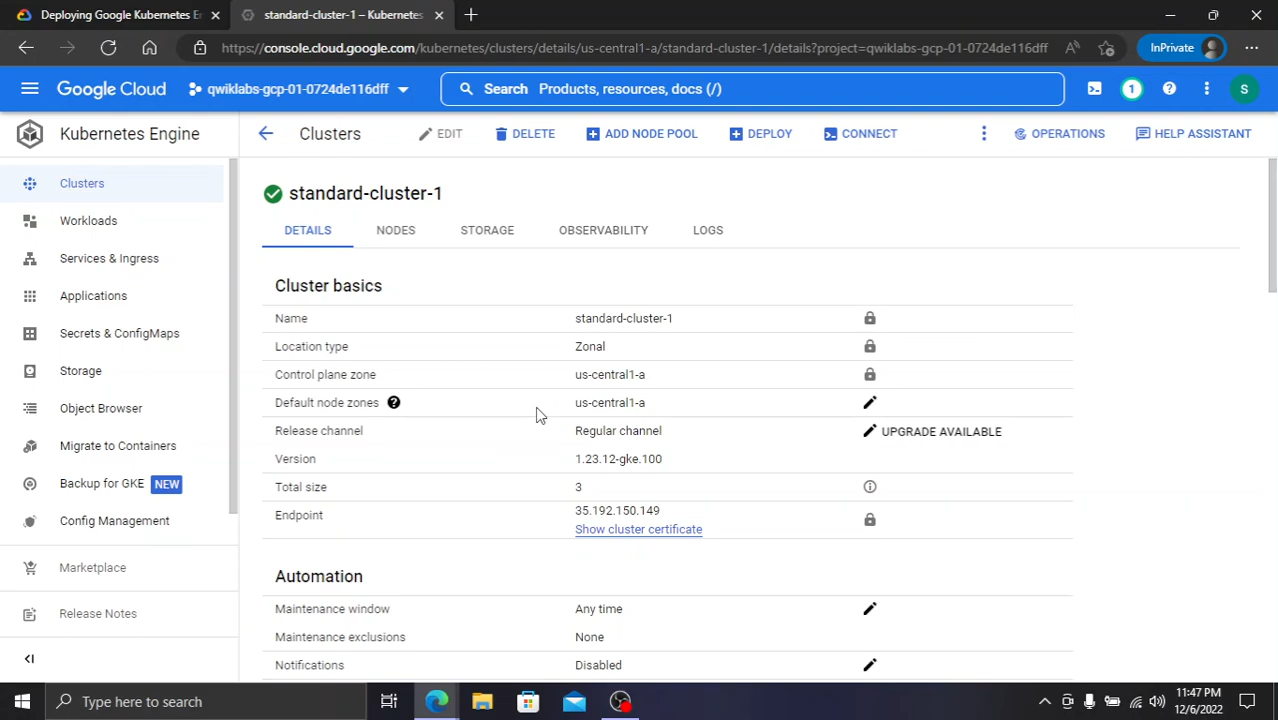 Deploying Google Kubernetes En
standard-cluster-1 – Kubernetes
https://console.cloud.google.com/kubernetes/clusters/details/us-central1-a/standard-cluster-1/details?project=qwiklabs-gcp-01-0724de116dff
InPrivate
Google Cloud
qwiklabs-gcp-01-0724de116dff
Search Products, resources, docs (/)
1
S
Kubernetes Engine
Clusters
EDIT
DELETE
ADD NODE POOL
DEPLOY
CONNECT
OPERATIONS
HELP ASSISTANT
Clusters
Workloads
Services & Ingress
Applications
Secrets & ConfigMaps
Storage
Object Browser
Migrate to Containers
Backup for GKE NEW
Config Management
Marketplace
Release Notes
standard-cluster-1
DETAILS NODES STORAGE OBSERVABILITY LOGS
Cluster basics
Name standard-cluster-1
Location type Zonal
Control plane zone us-central1-a
Default node zones ? us-central1-a
Release channel Regular channel UPGRADE AVAILABLE
Version 1.23.12-gke.100
Total size 3
Endpoint 35.192.150.149
Show cluster certificate
Automation
Maintenance window Any time
Maintenance exclusions None
Notifications Disabled
Type here to search
11:47 PM
12/6/2022